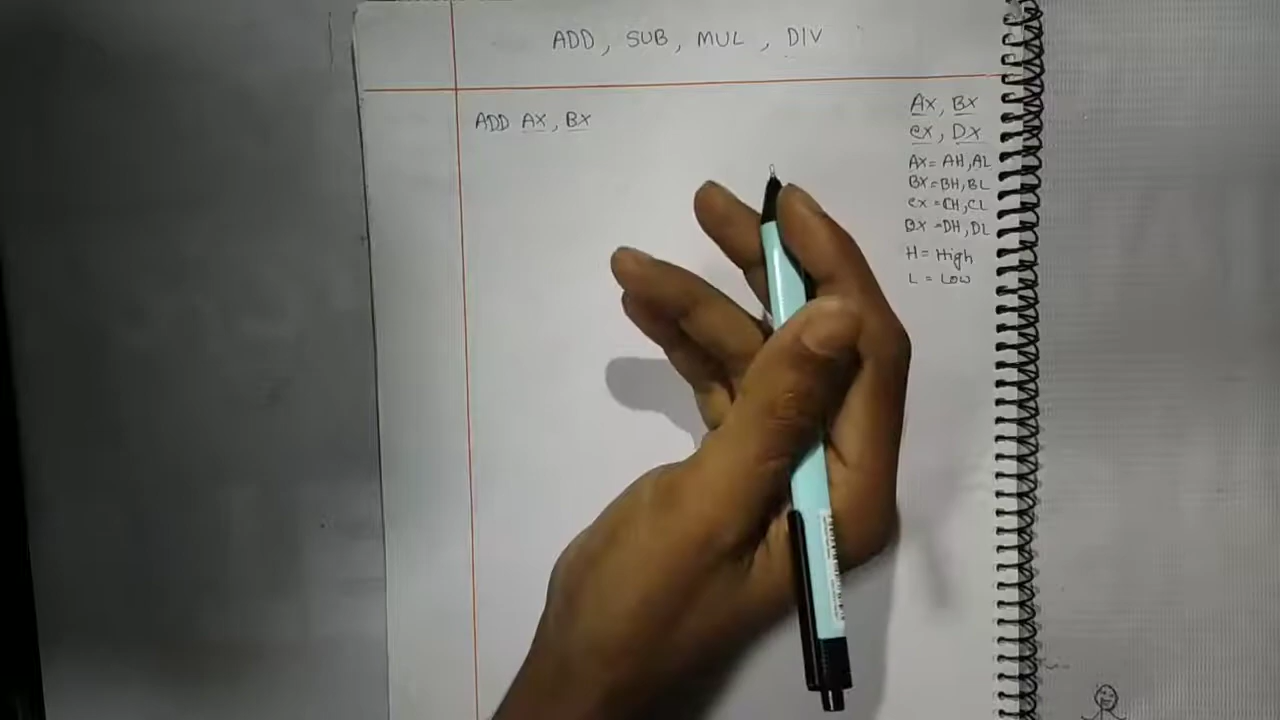 ADD, SUB, MUL, DIV
ADD AX, BX
AX, BX
CX, DX
AX= AH, AL
BX=BH, BL
CX=CH, CL
BX=DH, DL
H= High
L = Low